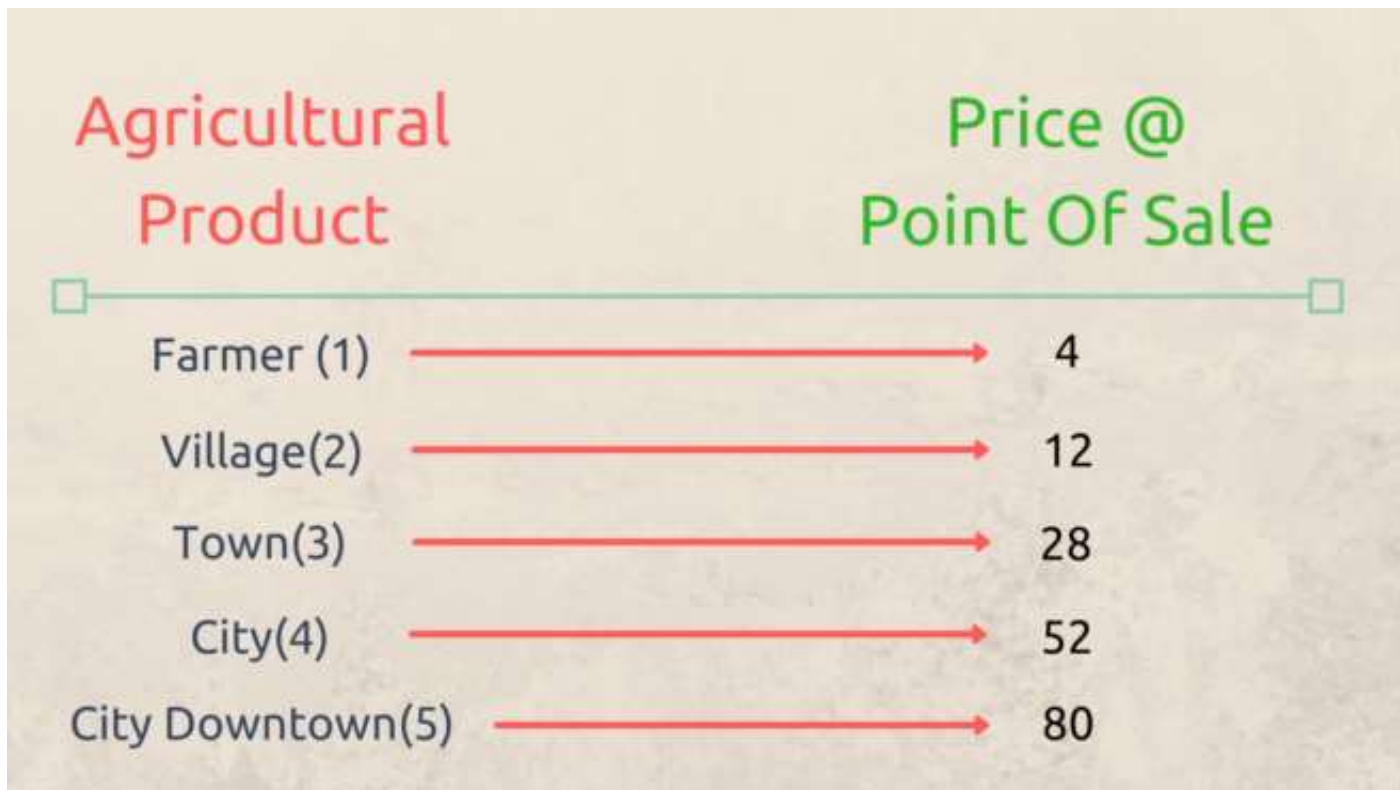 Agricultural
Product
Price @
Point Of Sale
Farmer (1) 4
Village(2) 12
Town(3) 28
City(4) 52
City Downtown(5) 80